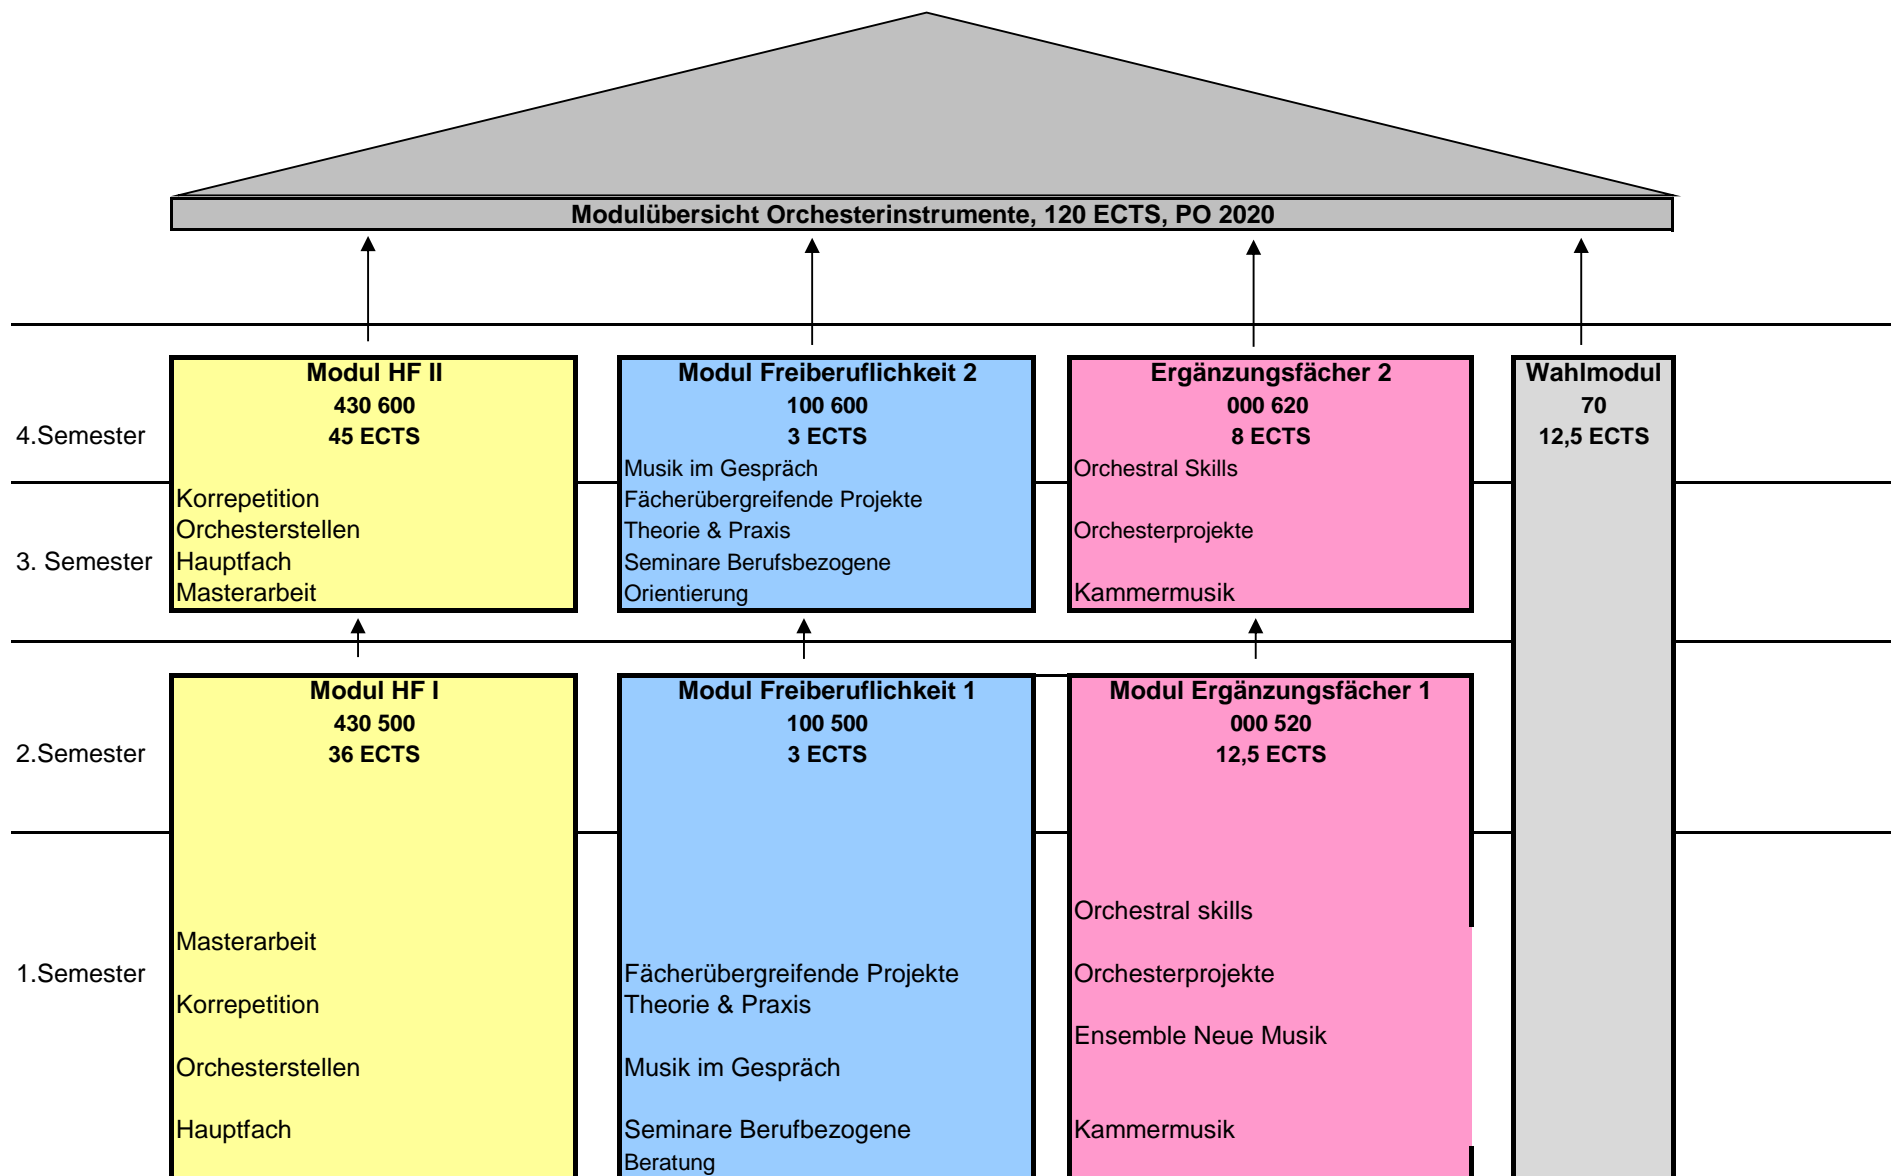 Modulübersicht Orchesterinstrumente, 120 ECTS, PO 2020
4.Semester
3. Semester
Modul HF II
430 600
45 ECTS
Korrepetition
Orchesterstellen
Hauptfach
Masterarbeit
Modul Freiberuflichkeit 2
100 600
3 ECTS
Musik im Gespräch
Fächerübergreifende Projekte
Theorie & Praxis
Seminare Berufsbezogene
Orientierung
Ergänzungsfächer 2
000 620
8 ECTS
Orchestral Skills
Orchesterprojekte
Kammermusik
Wahlmodul
70
12,5 ECTS
2.Semester
1.Semester
Modul HF I
430 500
36 ECTS
Masterarbeit
Korrepetition
Orchesterstellen
Hauptfach
Modul Freiberuflichkeit 1
100 500
3 ECTS
Fächerübergreifende Projekte
Theorie & Praxis
Musik im Gespräch
Seminare Berufbezogene
Beratung
Modul Ergänzungsfächer 1
000 520
12,5 ECTS
Orchestral skills
Orchesterprojekte
Ensemble Neue Musik
Kammermusik